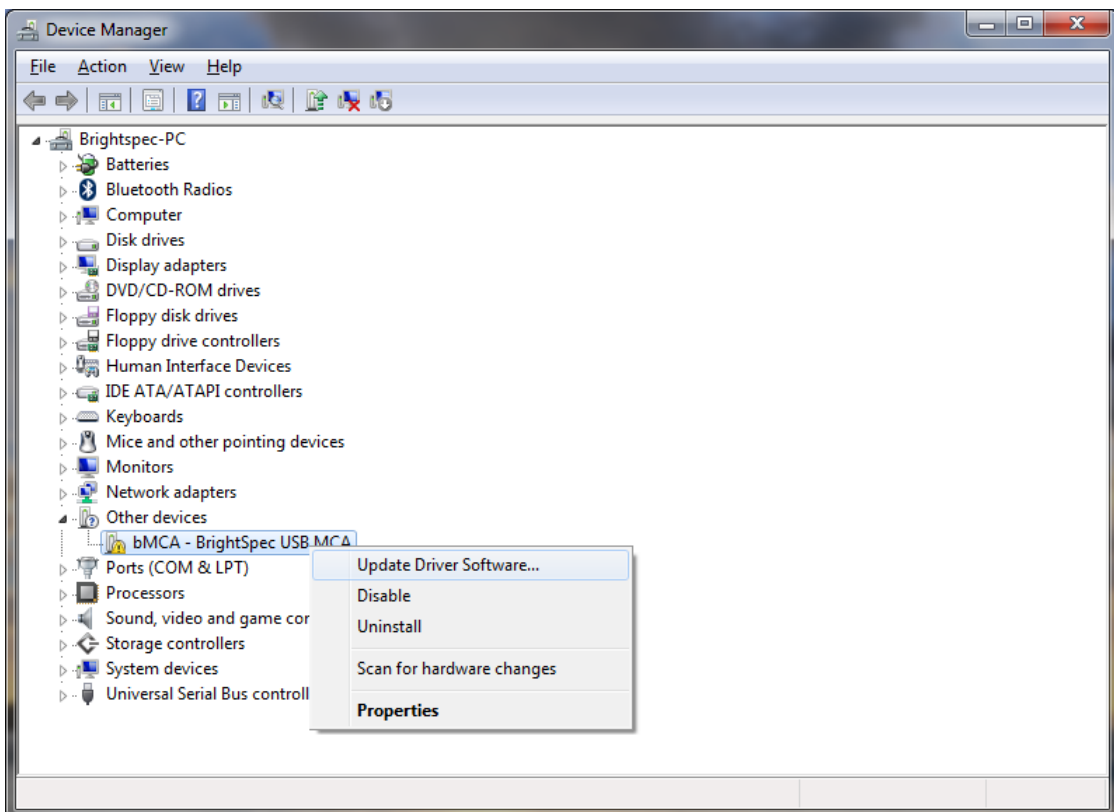 Device Manager
File Action View Help
Brightspec-PC
Batteries
Bluetooth Radios
Computer
Disk drives
Display adapters
DVD/CD-ROM drives
Floppy disk drives
Floppy drive controllers
Human Interface Devices
IDE ATA/ATAPI controllers
Keyboards
Mice and other pointing devices
Monitors
Network adapters
Other devices
bMCA - BrightSpec USB MCA
Ports (COM & LPT)
Processors
Sound, video and game cor
Storage controllers
System devices
Universal Serial Bus controll
Update Driver Software...
Disable
Uninstall
Scan for hardware changes
Properties